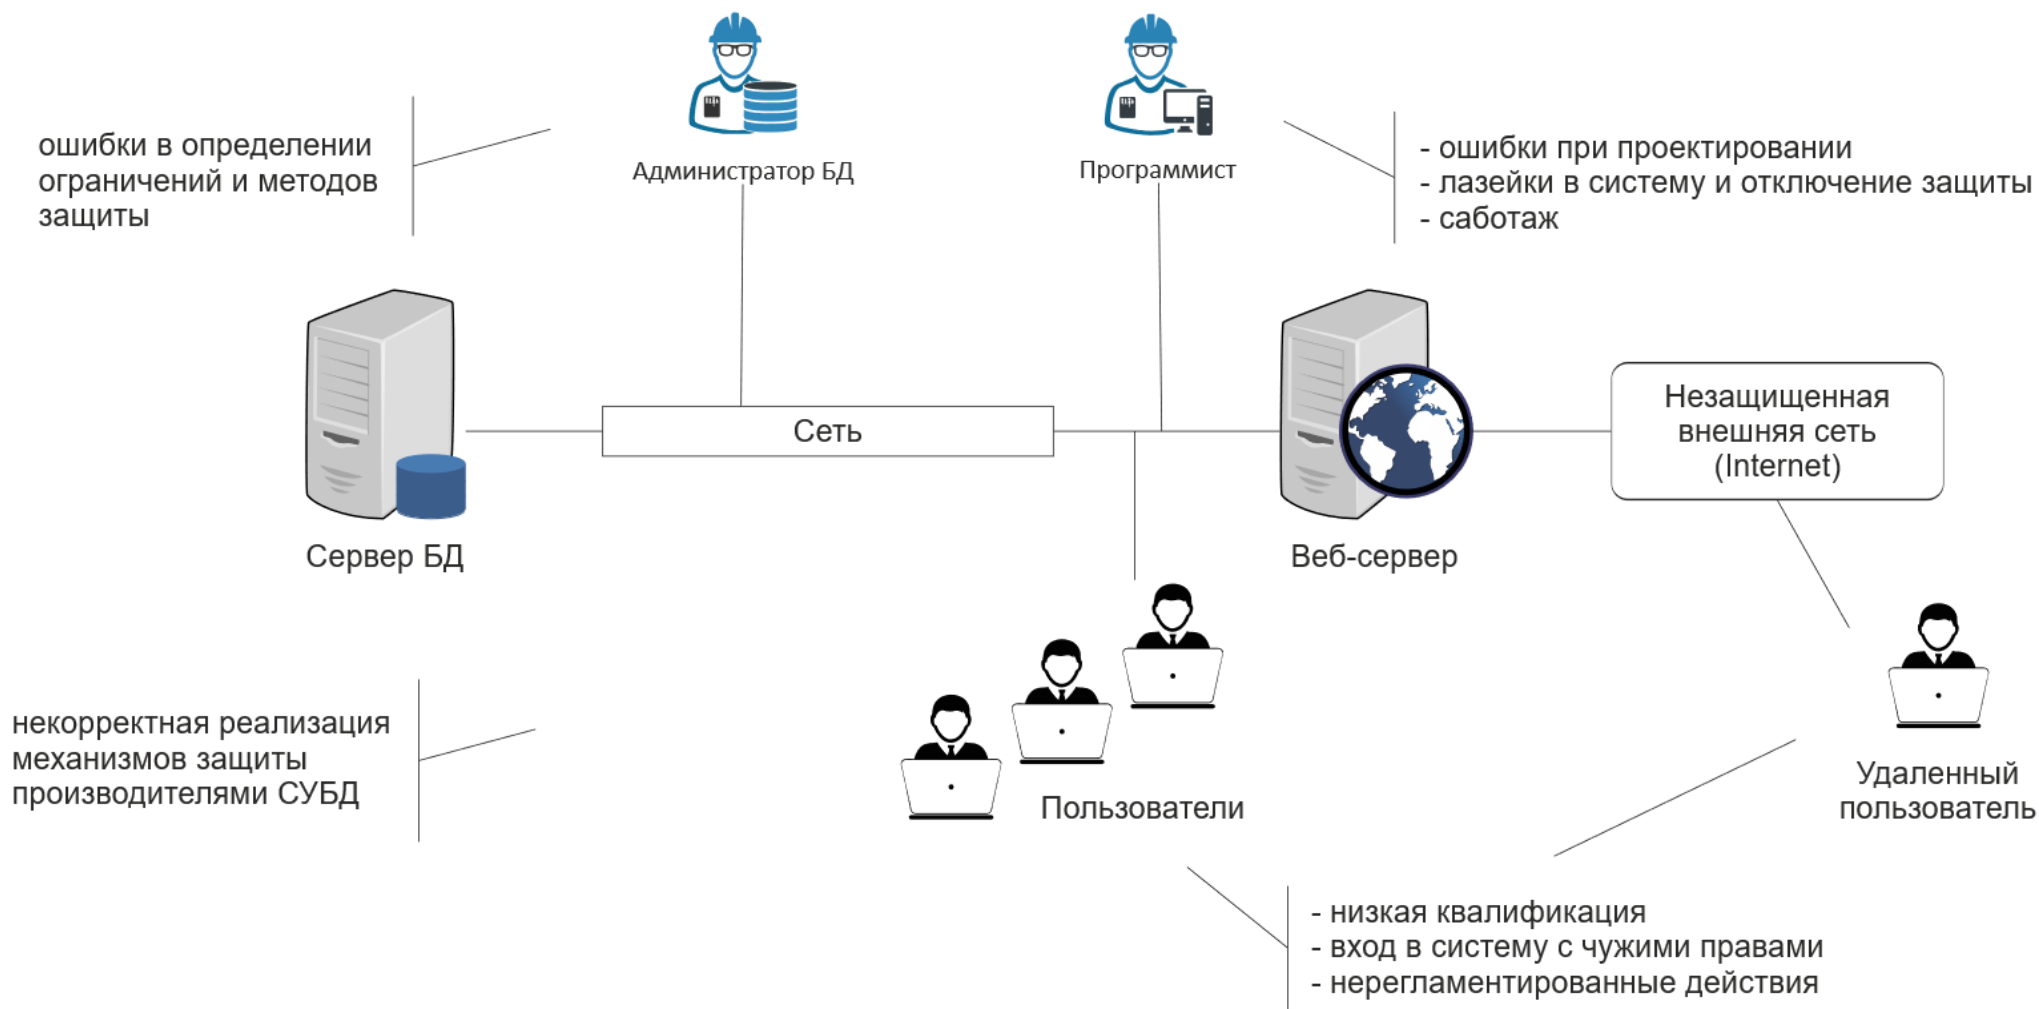 Администратор БД
Программист
ошибки в определении
ограничений и методов
защиты
- ошибки при проектировании
- лазейки в систему и отключение защиты
- саботаж
Сеть
Незащищенная
внешняя сеть
(Internet)
Сервер БД
Веб-сервер
некорректная реализация
механизмов защиты
производителями СУБД
Пользователи
Удаленный
пользователь
- низкая квалификация
- вход в систему с чужими правами
- нерегламентированные действия